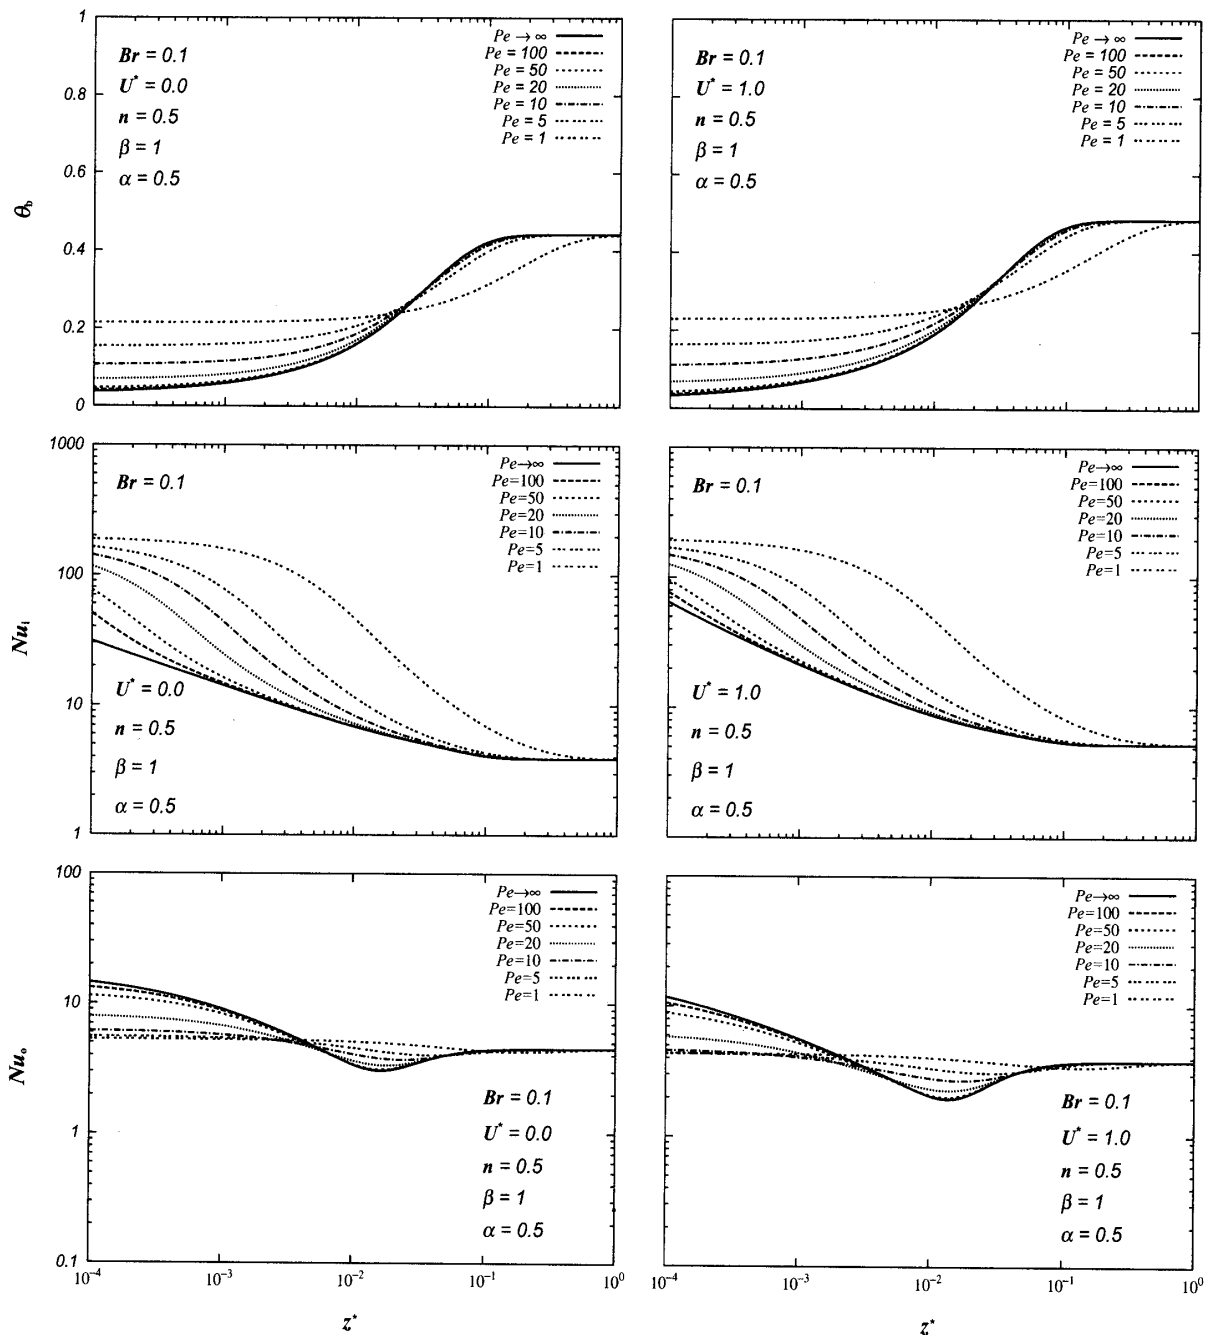 1
0.8
0.6
0.4
0.2
0
θb
Br = 0.1
U* = 0.0
n = 0.5
β = 1
α = 0.5
Pe → ∞
Pe = 100
Pe = 50
Pe = 20
Pe = 10
Pe = 5
Pe = 1
Br = 0.1
U* = 1.0
n = 0.5
β = 1
α = 0.5
Pe → ∞
Pe = 100
Pe = 50
Pe = 20
Pe = 10
Pe = 5
Pe = 1
1000
100
10
1
Nui
Br = 0.1
Pe→∞
Pe=100
Pe=50
Pe=20
Pe=10
Pe=5
Pe=1
U* = 0.0
n = 0.5
β = 1
α = 0.5
Br = 0.1
Pe→∞
Pe=100
Pe=50
Pe=20
Pe=10
Pe=5
Pe=1
U* = 1.0
n = 0.5
β = 1
α = 0.5
100
10
1
0.1
Nuo
Pe→∞
Pe=100
Pe=50
Pe=20
Pe=10
Pe=5
Pe=1
Br = 0.1
U* = 0.0
n = 0.5
β = 1
α = 0.5
10⁻⁴ 10⁻³ 10⁻² 10⁻¹ 10⁰
z*
Pe→∞
Pe=100
Pe=50
Pe=20
Pe=10
Pe=5
Pe=1
Br = 0.1
U* = 1.0
n = 0.5
β = 1
α = 0.5
10⁻⁴ 10⁻³ 10⁻² 10⁻¹ 10⁰
z*